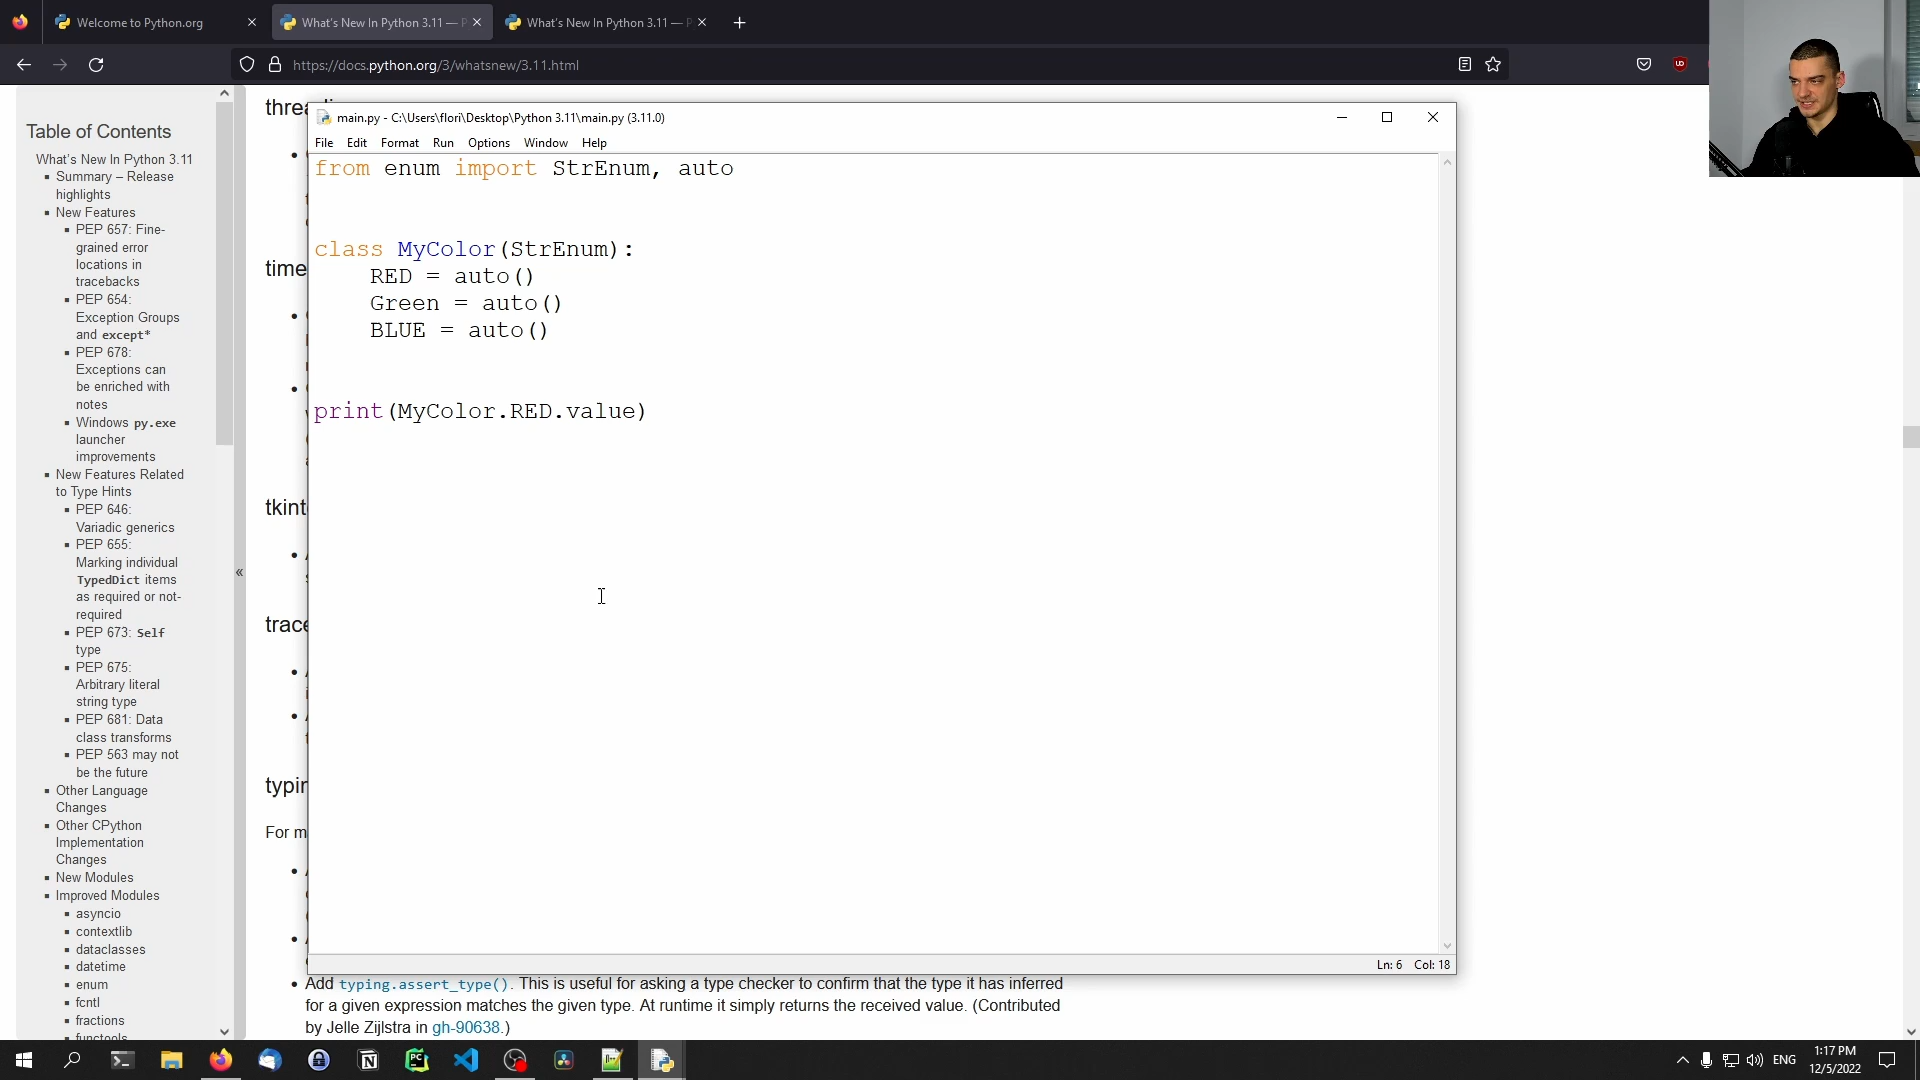 Welcome to Python.org
What's New In Python 3.11 —
What's New In Python 3.11 —
https://docs.python.org/3/whatsnew/3.11.html
Table of Contents
What's New In Python 3.11
Summary – Release
highlights
New Features
PEP 657: Fine-
grained error
locations in
tracebacks
PEP 654:
Exception Groups
and except*
PEP 678:
Exceptions can
be enriched with
notes
Windows py.exe
launcher
improvements
New Features Related
to Type Hints
PEP 646:
Variadic generics
PEP 655:
Marking individual
TypedDict items
as required or not-
required
PEP 673: Self
type
PEP 675:
Arbitrary literal
string type
PEP 681: Data
class transforms
PEP 563 may not
be the future
Other Language
Changes
Other CPython
Implementation
Changes
New Modules
Improved Modules
asyncio
contextlib
dataclasses
datetime
enum
fcntl
fractions
functools
time
tkint
trace
typin
For m
main.py - C:\Users\flori\Desktop\Python 3.11\main.py (3.11.0)
File Edit Format Run Options Window Help
from enum import StrEnum, auto
class MyColor(StrEnum):
    RED = auto()
    Green = auto()
    BLUE = auto()
print(MyColor.RED.value)
Ln: 6 Col: 18
Add typing.assert_type(). This is useful for asking a type checker to confirm that the type it has inferred
for a given expression matches the given type. At runtime it simply returns the received value. (Contributed
by Jelle Zijlstra in gh-90638.)
ENG
1:17 PM
12/5/2022